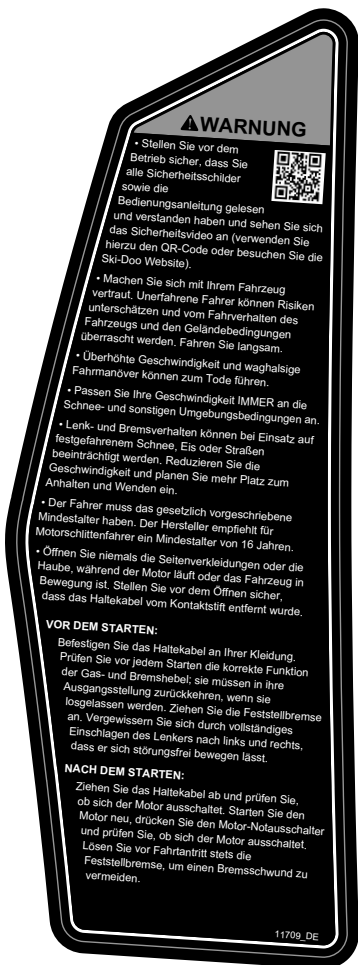 WARNUNG
• Stellen Sie vor dem
Betrieb sicher, dass Sie
alle Sicherheitsschilder
sowie die
Bedienungsanleitung gelesen
und verstanden haben und sehen Sie sich
das Sicherheitsvideo an (verwenden Sie
hierzu den QR-Code oder besuchen Sie die
Ski-Doo Website).
• Machen Sie sich mit Ihrem Fahrzeug
vertraut. Unerfahrene Fahrer können Risiken
unterschätzen und vom Fahrverhalten des
Fahrzeugs und den Geländebedingungen
überrascht werden. Fahren Sie langsam.
• Überhöhte Geschwindigkeit und waghalsige
Fahrmanöver können zum Tode führen.
• Passen Sie Ihre Geschwindigkeit IMMER an die
Schnee- und sonstigen Umgebungsbedingungen an.
• Lenk- und Bremsverhalten können bei Einsatz auf
festgefahrenem Schnee, Eis oder Straßen
beeinträchtigt werden. Reduzieren Sie die
Geschwindigkeit und planen Sie mehr Platz zum
Anhalten und Wenden ein.
• Der Fahrer muss das gesetzlich vorgeschriebene
Mindestalter haben. Der Hersteller empfiehlt für
Motorschlittenfahrer ein Mindestalter von 16 Jahren.
• Öffnen Sie niemals die Seitenverkleidungen oder die
Haube, während der Motor läuft oder das Fahrzeug in
Bewegung ist. Stellen Sie vor dem Öffnen sicher,
dass das Haltekabel vom Kontaktstift entfernt wurde.
VOR DEM STARTEN:
Befestigen Sie das Haltekabel an Ihrer Kleidung.
Prüfen Sie vor jedem Starten die korrekte Funktion
der Gas- und Bremshebel; sie müssen in ihre
Ausgangsstellung zurückkehren, wenn sie
losgelassen werden. Ziehen Sie die Feststellbremse
an. Vergewissern Sie sich durch vollständiges
Einschlagen des Lenkers nach links und rechts,
dass er sich störungsfrei bewegen lässt.
NACH DEM STARTEN:
Ziehen Sie das Haltekabel ab und prüfen Sie,
ob sich der Motor ausschaltet. Starten Sie den
Motor neu, drücken Sie den Motor-Notausschalter
und prüfen Sie, ob sich der Motor ausschaltet.
Lösen Sie vor Fahrtantritt stets die
Feststellbremse, um einen Bremsschwund zu
vermeiden.
11709_DE